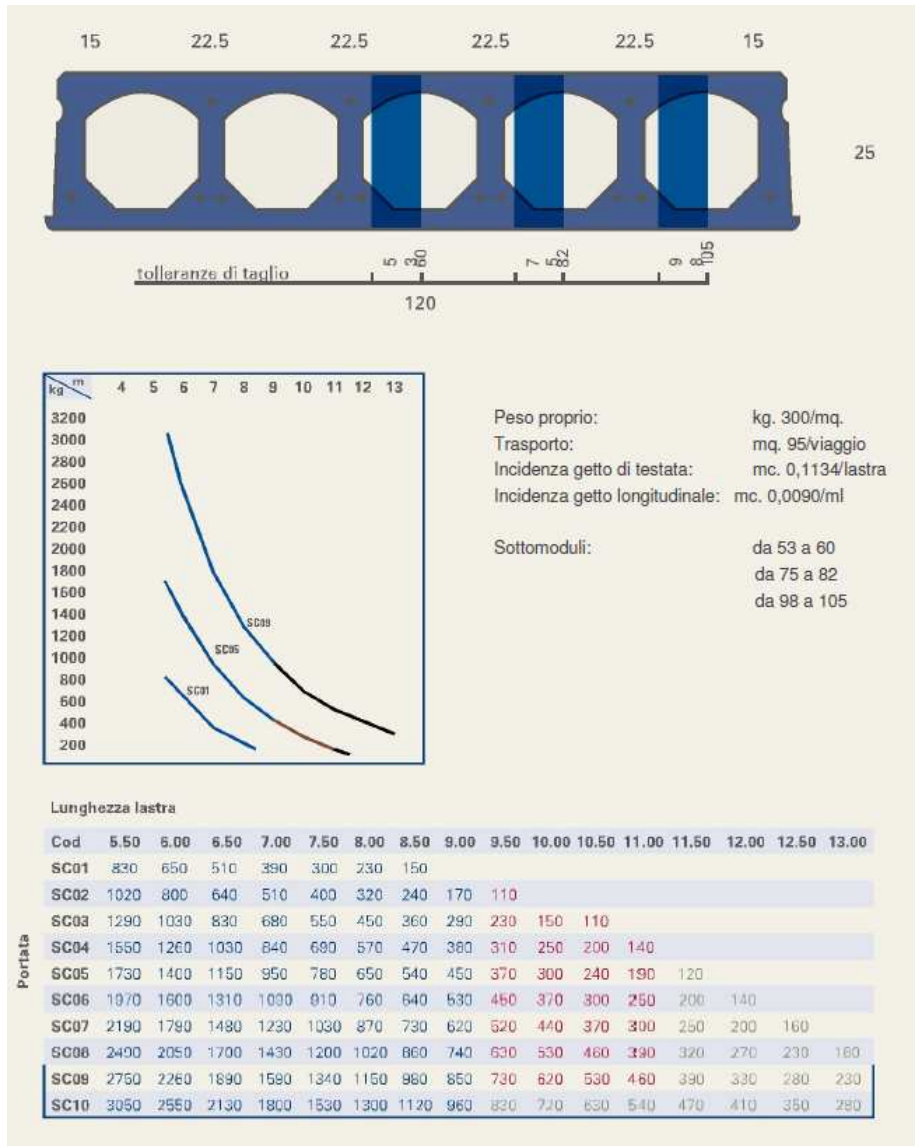 15 22.5 22.5 22.5 22.5 15
25
tolleranze di taglio
5 3 60 7 5 82 9 8 105
120
kg m 4 5 6 7 8 9 10 11 12 13
3200
3000
2800
2600
2400
2200
2000
1800
1600
1400
1200
1000
800
600
400
200
SC09
SC05
SC01
Peso proprio: kg. 300/mq.
Trasporto: mq. 95/viaggio
Incidenza getto di testata: mc. 0,1134/lastra
Incidenza getto longitudinale: mc. 0,0090/ml
Sottomoduli: da 53 a 60
da 75 a 82
da 98 a 105
Lunghezza lastra
Cod 5.50 6.00 6.50 7.00 7.50 8.00 8.50 9.00 9.50 10.00 10.50 11.00 11.50 12.00 12.50 13.00
SC01 830 650 510 390 300 230 150
SC02 1020 800 640 510 400 320 240 170 110
SC03 1290 1030 830 680 550 450 360 290 230 150 110
SC04 1550 1260 1030 840 690 570 470 380 310 250 200 140
Portata
SC05 1730 1400 1150 950 780 650 540 450 370 300 240 190 120
SC06 1970 1600 1310 1090 910 760 640 530 450 370 300 250 200 140
SC07 2190 1790 1480 1230 1030 870 730 620 520 440 370 300 250 200 160
SC08 2490 2050 1700 1430 1200 1020 860 740 630 530 460 390 320 270 230 180
SC09 2750 2260 1890 1590 1340 1150 980 850 730 620 530 460 390 330 280 230
SC10 3050 2550 2130 1800 1530 1300 1120 960 820 720 630 540 470 410 350 280